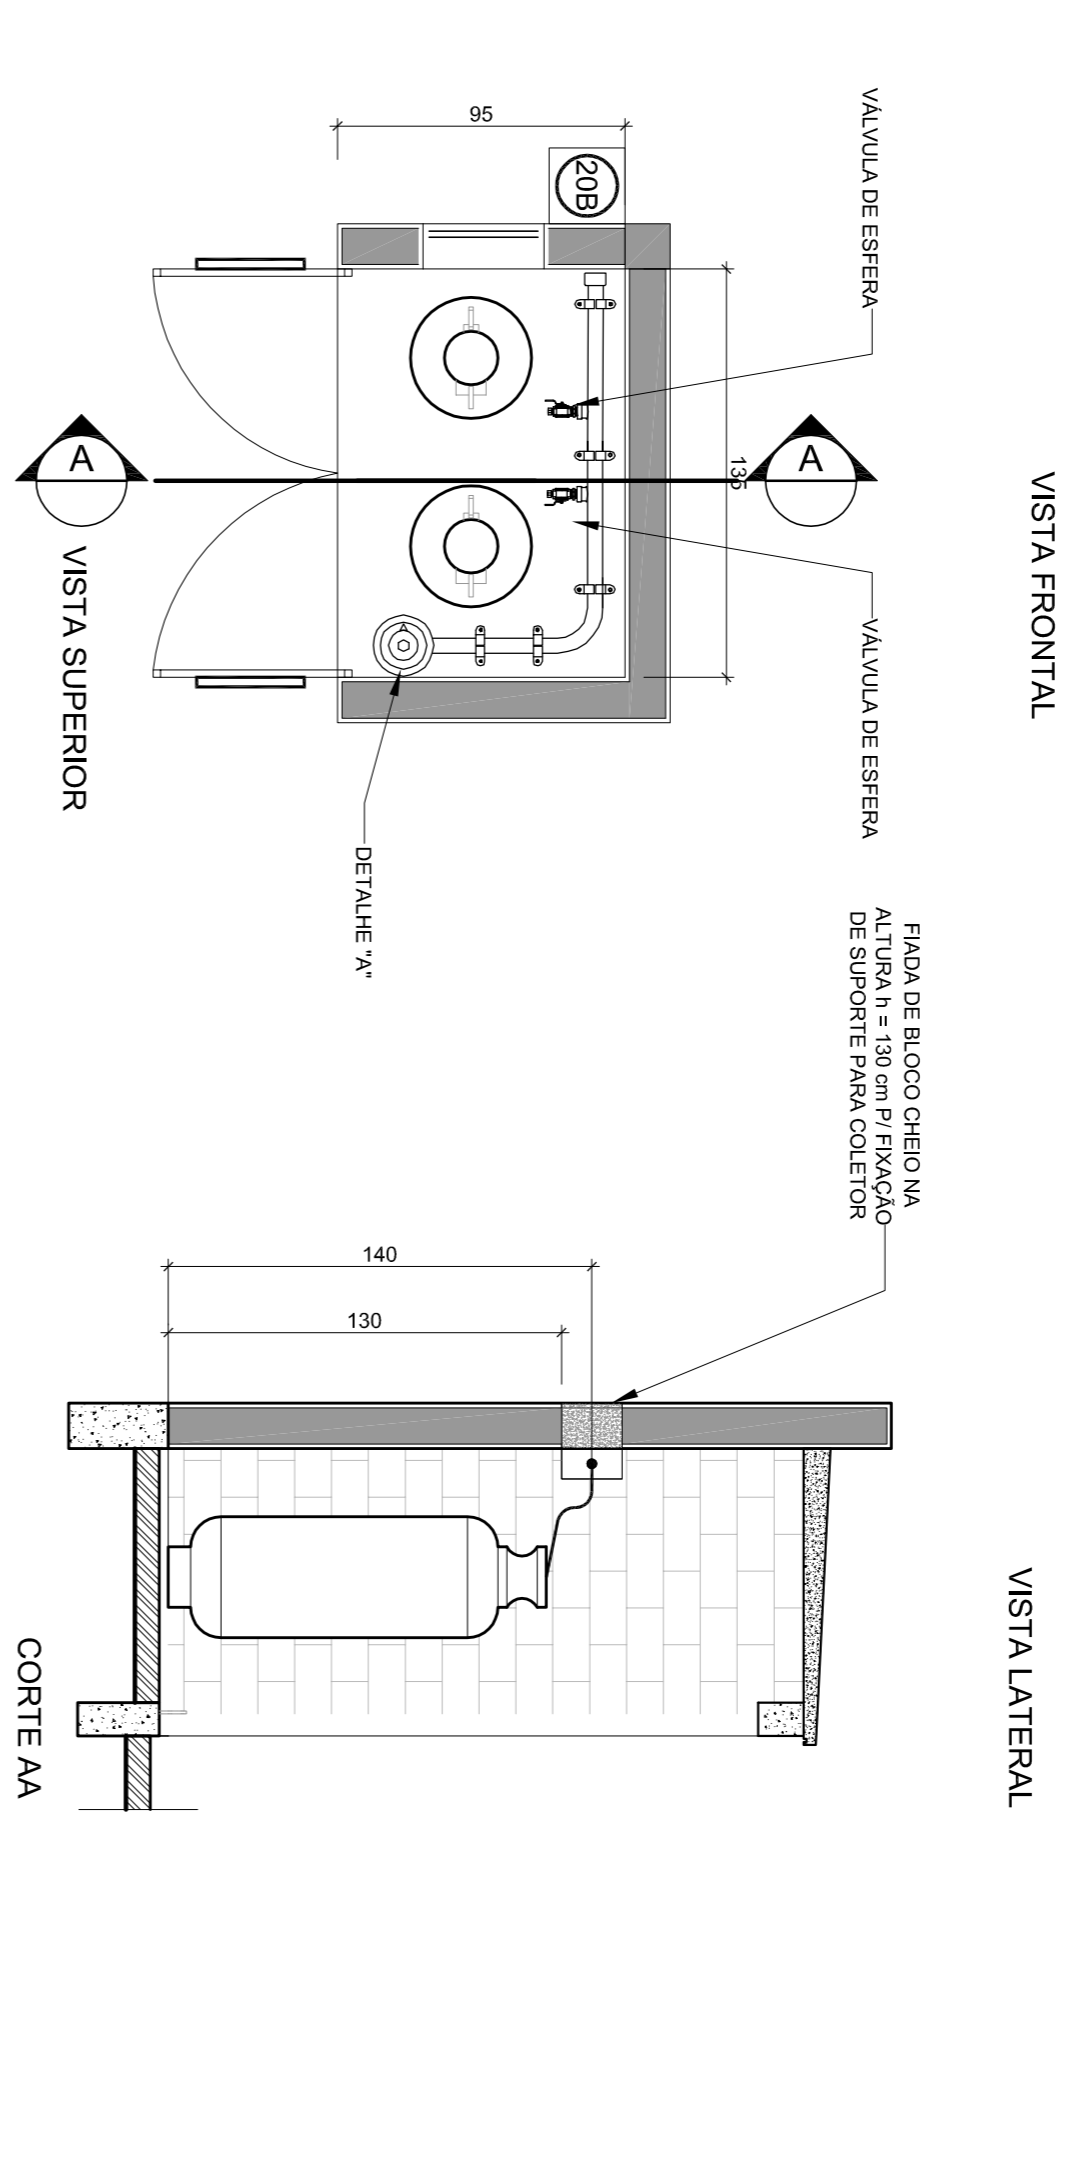 VISTA FRONTAL
VISTA LATERAL
VÁLVULA DE ESFERA
VÁLVULA DE ESFERA
FIADA DE BLOCO CHEIO NA
ALTURA h = 130 cm P/ FIXAÇÃO
DE SUPORTE PARA COLETOR
A
135
20B
95
140
130
A
DETALHE "A"
A
VISTA SUPERIOR
CORTE AA